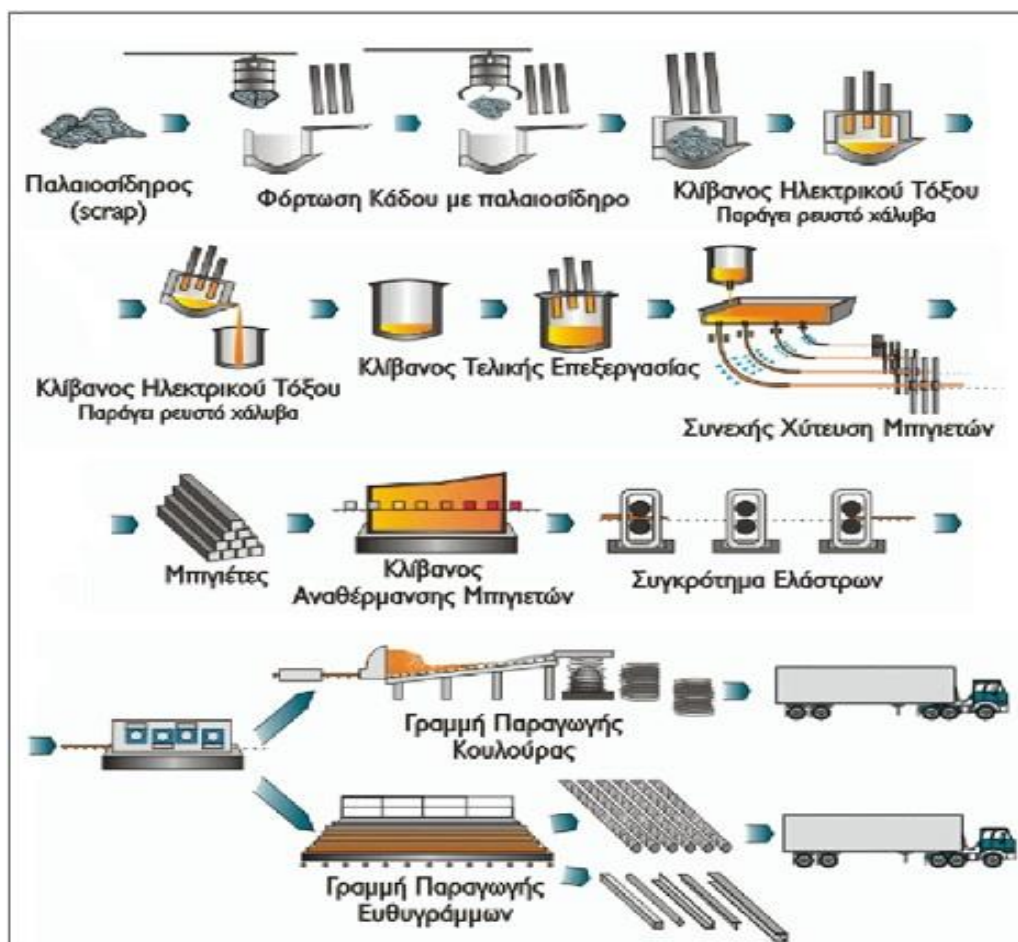 Παλαιοσίδηρος
(scrap)
Φόρτωση Κάδου με παλαιοσίδηρο
Κλίβανος Ηλεκτρικού Τόξου
Παράγει ρευστό χάλυβα
Κλίβανος Ηλεκτρικού Τόξου
Παράγει ρευστό χάλυβα
Κλίβανος Τελικής Επεξεργασίας
Συνεχής Χύτευση Μπιγιετών
Μπιγιέτες
Κλίβανος
Αναθέρμανσης Μπιγιετών
Συγκρότημα Ελάστρων
Γραμμή Παραγωγής
Κουλούρας
Γραμμή Παραγωγής
Ευθυγράμμων